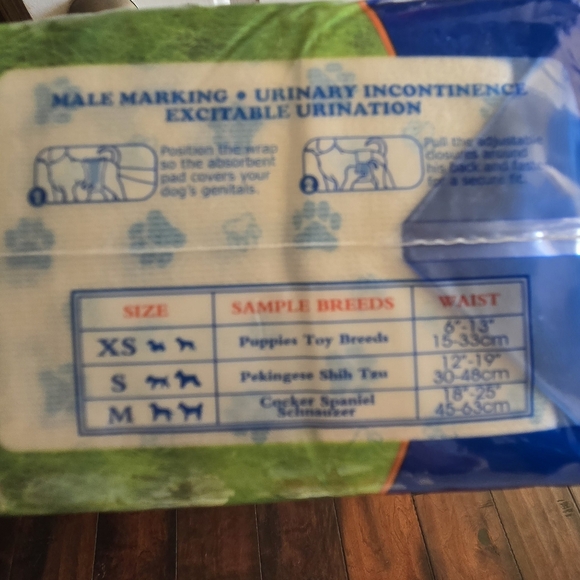 MALE MARKING • URINARY INCONTINENCE
EXCITABLE URINATION
1
Position the wrap
so the absorbent
pad covers your
dog's genitals.
2
Pull the adjustable
closures around
his back and
for a secure fit.
SIZE SAMPLE BREEDS WAIST
XS Puppies Toy Breeds 6"-13"
15-33cm
S Pekingese Shih Tzu 12"-19"
30-48cm
M Cocker Spaniel
Schnauzer 18"-25"
45-63cm